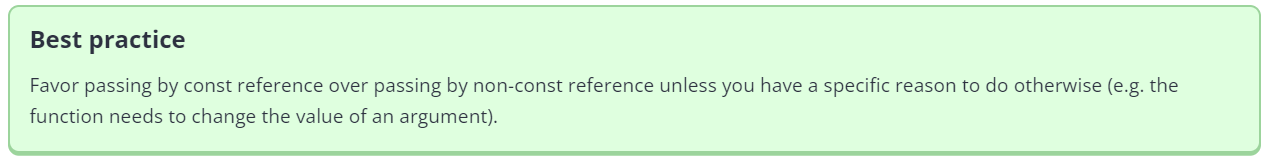 Best practice
Favor passing by const reference over passing by non-const reference unless you have a specific reason to do otherwise (e.g. the
function needs to change the value of an argument).